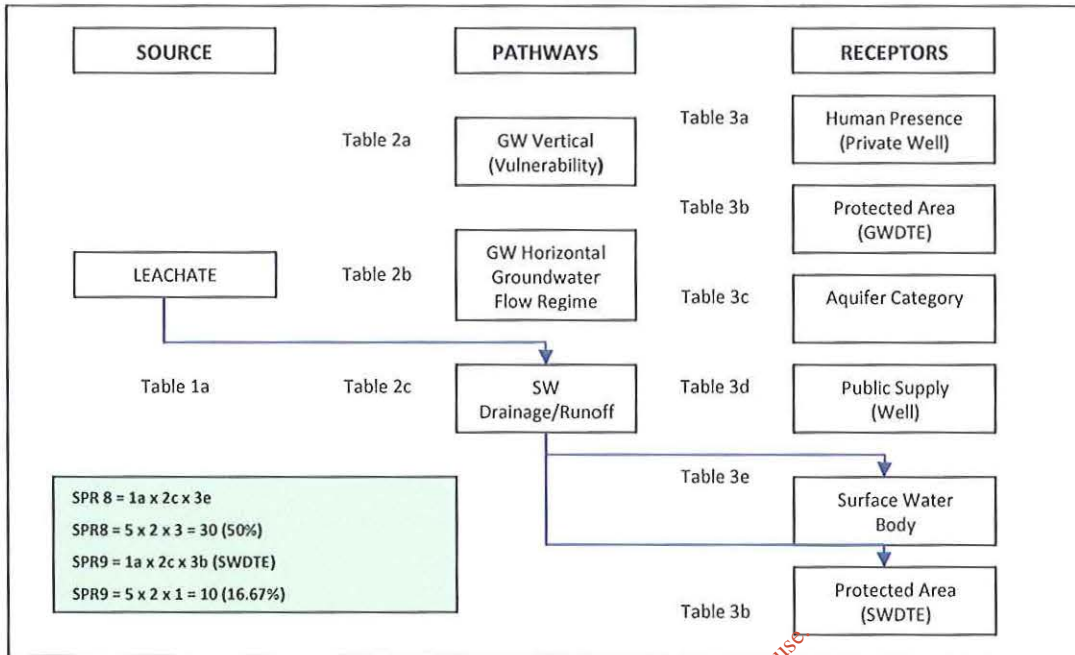 SOURCE
PATHWAYS
RECEPTORS
Table 2a
GW Vertical
(Vulnerability)
Table 3a
Human Presence
(Private Well)
Table 3b
Protected Area
(GWDTE)
LEACHATE
Table 2b
GW Horizontal
Groundwater
Flow Regime
Table 3c
Aquifer Category
Table 1a
Table 2c
SW
Drainage/Runoff
Table 3d
Public Supply
(Well)
Table 3e
Surface Water
Body
SPR 8 = 1a x 2c x 3e
SPR8 = 5 x 2 x 3 = 30 (50%)
SPR9 = 1a x 2c x 3b (SWDTE)
SPR9 = 5 x 2 x 1 = 10 (16.67%)
Table 3b
Protected Area
(SWDTE)
use.